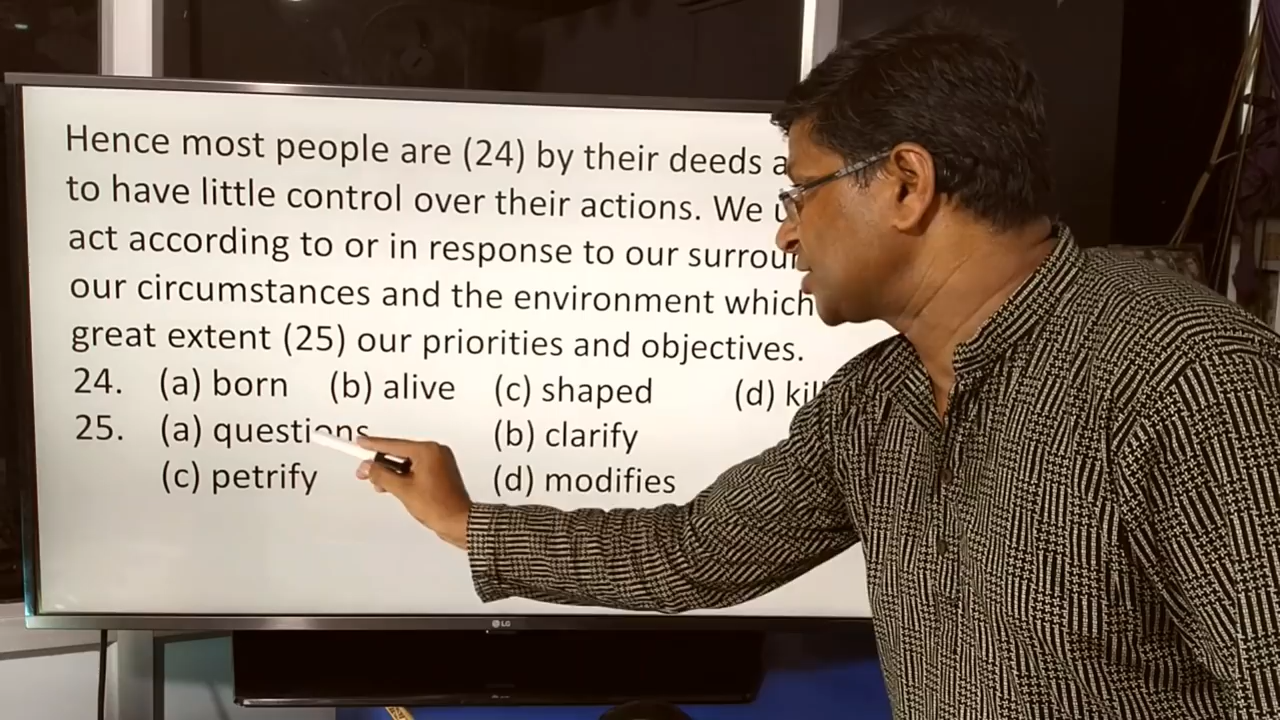 Hence most people are (24) by their deeds
to have little control over their actions. We
act according to or in response to our
our circumstances and the environment which
great extent (25) our priorities and objectives.
24. (a) born (b) alive (c) shaped (d)
25. (a) questions (b) clarify
(c) petrify (d) modifies
LG